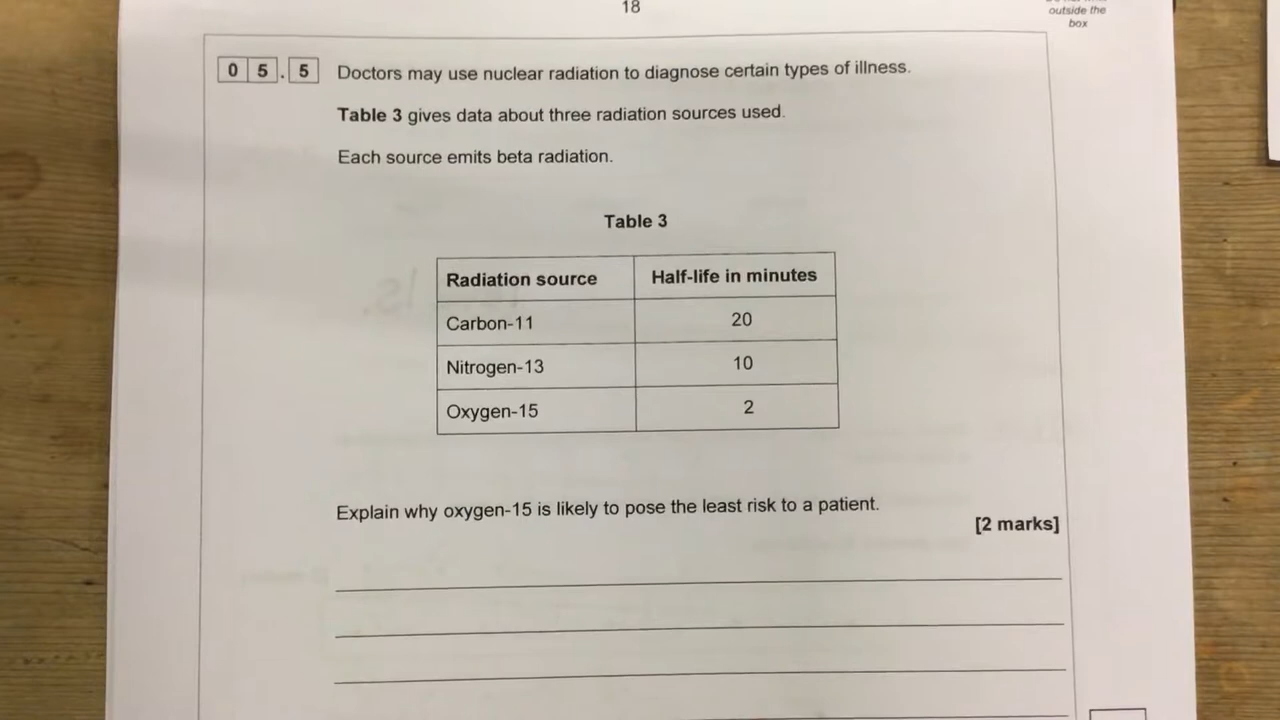 18
outside the
box
0 5 . 5 Doctors may use nuclear radiation to diagnose certain types of illness.
Table 3 gives data about three radiation sources used.
Each source emits beta radiation.
Table 3
Radiation source Half-life in minutes
Carbon-11 20
Nitrogen-13 10
Oxygen-15 2
Explain why oxygen-15 is likely to pose the least risk to a patient.
[2 marks]